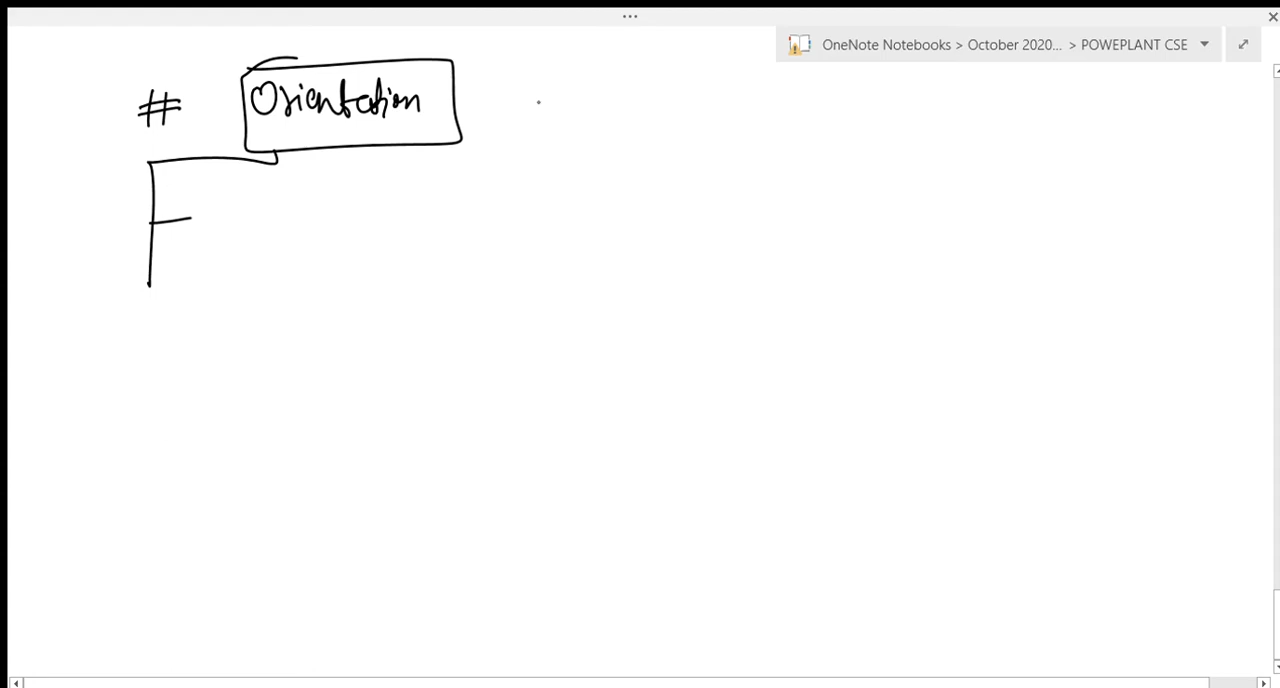 ...
OneNote Notebooks > October 2020... > POWEPLANT CSE
# Orientation